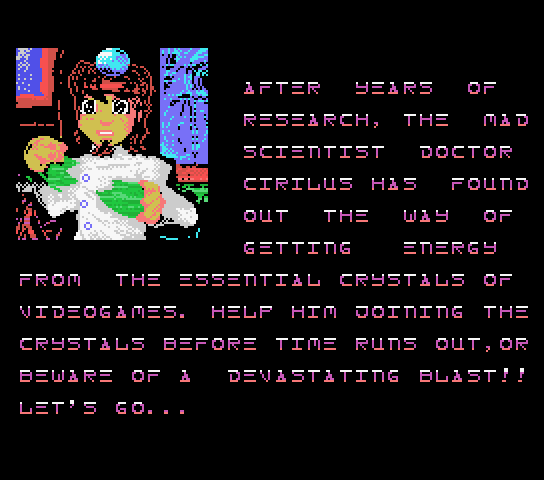 AFTER YEARS OF
RESEARCH, THE MAD
SCIENTIST DOCTOR
CIRILUS HAS FOUND
OUT THE WAY OF
GETTING ENERGY
FROM THE ESSENTIAL CRYSTALS OF
VIDEOGAMES. HELP HIM JOINING THE
CRYSTALS BEFORE TIME RUNS OUT,OR
BEWARE OF A DEVASTATING BLAST!!
LET'S GO...